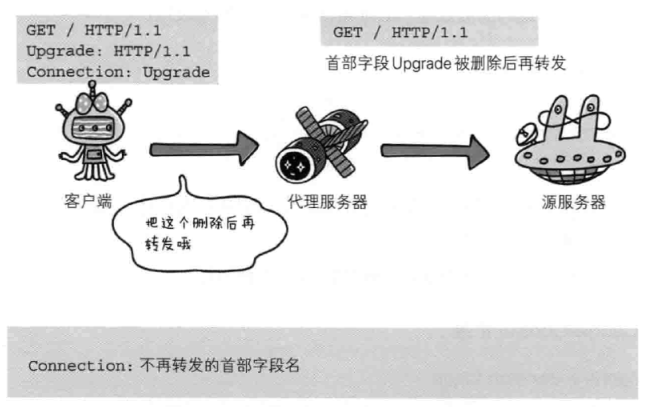 GET / HTTP/1.1
Upgrade: HTTP/1.1
Connection: Upgrade
GET / HTTP/1.1
首部字段Upgrade被删除后再转发
客户端
代理服务器
源服务器
把这个删除后再
转发哦
Connection: 不再转发的首部字段名